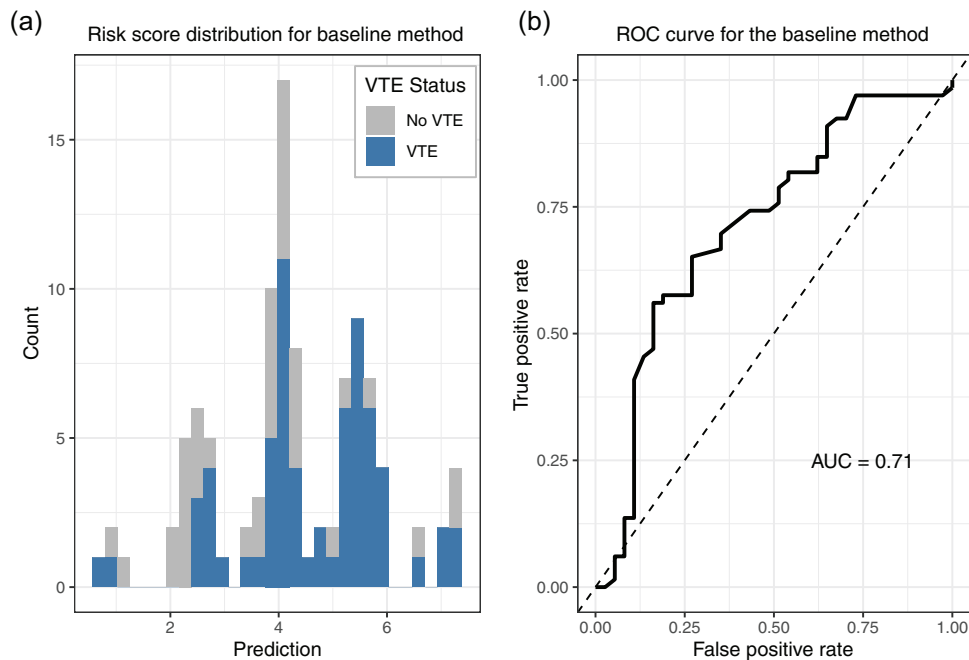 (a)
Risk score distribution for baseline method
VTE Status
No VTE
VTE
15
10
5
0
Count
2 4 6
Prediction
(b)
ROC curve for the baseline method
1.00
0.75
0.50
0.25
0.00
True positive rate
AUC = 0.71
0.00 0.25 0.50 0.75 1.00
False positive rate